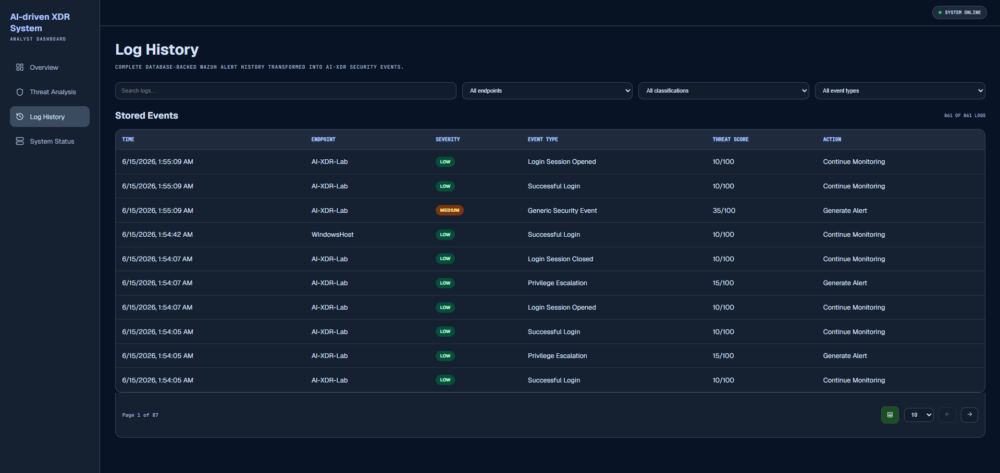 AI-driven XDR
System
ANALYST DASHBOARD
Overview
Threat Analysis
Log History
System Status
SYSTEM ONLINE
Log History
COMPLETE DATABASE-BACKED WAZUH ALERT HISTORY TRANSFORMED INTO AI-XDR SECURITY EVENTS.
Search logs... All endpoints All classifications All event types
Stored Events 861 OF 861 LOGS
TIME ENDPOINT SEVERITY EVENT TYPE THREAT SCORE ACTION
6/15/2026, 1:55:09 AM AI-XDR-Lab LOW Login Session Opened 10/100 Continue Monitoring
6/15/2026, 1:55:09 AM AI-XDR-Lab LOW Successful Login 10/100 Continue Monitoring
6/15/2026, 1:55:09 AM AI-XDR-Lab MEDIUM Generic Security Event 35/100 Generate Alert
6/15/2026, 1:54:42 AM WindowsHost LOW Successful Login 10/100 Continue Monitoring
6/15/2026, 1:54:07 AM AI-XDR-Lab LOW Login Session Closed 10/100 Continue Monitoring
6/15/2026, 1:54:07 AM AI-XDR-Lab LOW Privilege Escalation 15/100 Generate Alert
6/15/2026, 1:54:07 AM AI-XDR-Lab LOW Login Session Opened 10/100 Continue Monitoring
6/15/2026, 1:54:05 AM AI-XDR-Lab LOW Successful Login 10/100 Continue Monitoring
6/15/2026, 1:54:05 AM AI-XDR-Lab LOW Privilege Escalation 15/100 Generate Alert
6/15/2026, 1:54:05 AM AI-XDR-Lab LOW Successful Login 10/100 Continue Monitoring
Page 1 of 87 10